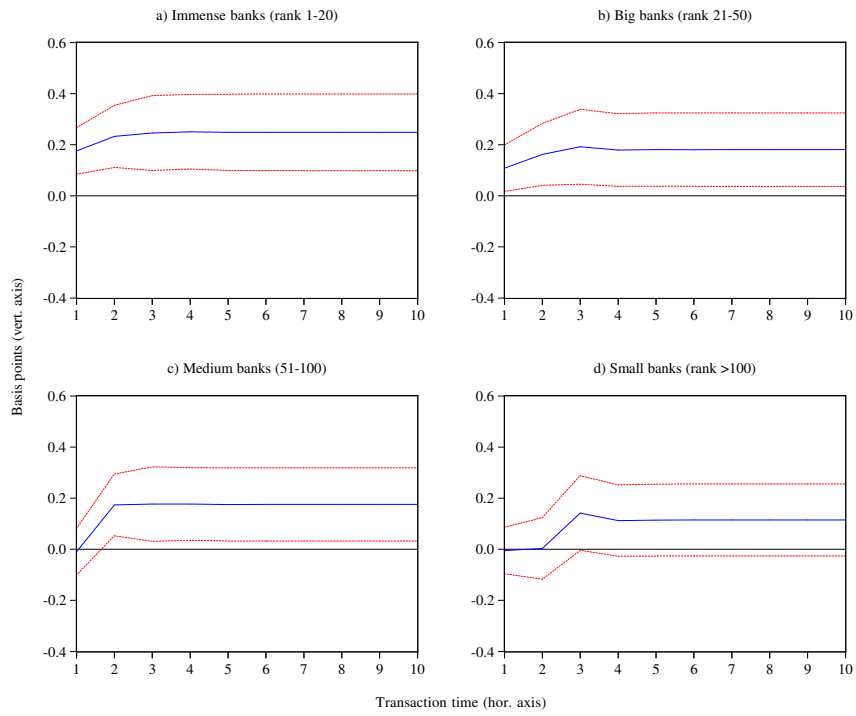 a) Immense banks (rank 1-20)
0.6
0.4
0.2
0.0
-0.2
-0.4
1 2 3 4 5 6 7 8 9 10
b) Big banks (rank 21-50)
0.6
0.4
0.2
0.0
-0.2
-0.4
1 2 3 4 5 6 7 8 9 10
Basis points (vert. axis)
c) Medium banks (51-100)
0.6
0.4
0.2
0.0
-0.2
-0.4
1 2 3 4 5 6 7 8 9 10
d) Small banks (rank >100)
0.6
0.4
0.2
0.0
-0.2
-0.4
1 2 3 4 5 6 7 8 9 10
Transaction time (hor. axis)